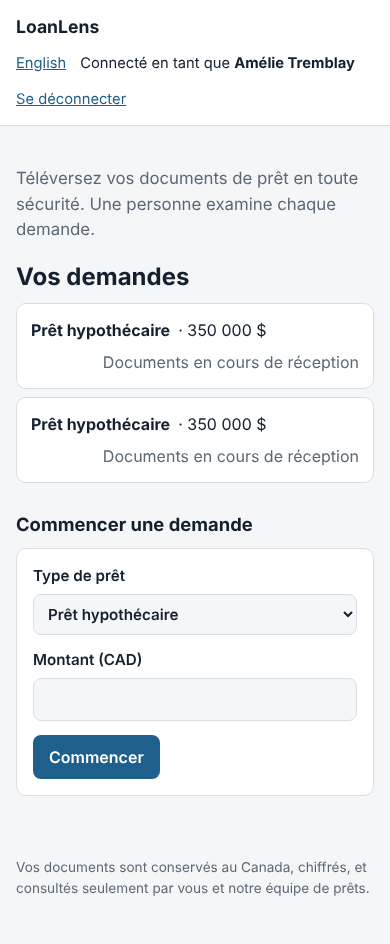 LoanLens
English Connecté en tant que Amélie Tremblay
Se déconnecter
Téléversez vos documents de prêt en toute
sécurité. Une personne examine chaque
demande.
Vos demandes
Prêt hypothécaire · 350 000 $
Documents en cours de réception
Prêt hypothécaire · 350 000 $
Documents en cours de réception
Commencer une demande
Type de prêt
Prêt hypothécaire
Montant (CAD)
Commencer
Vos documents sont conservés au Canada, chiffrés, et
consultés seulement par vous et notre équipe de prêts.